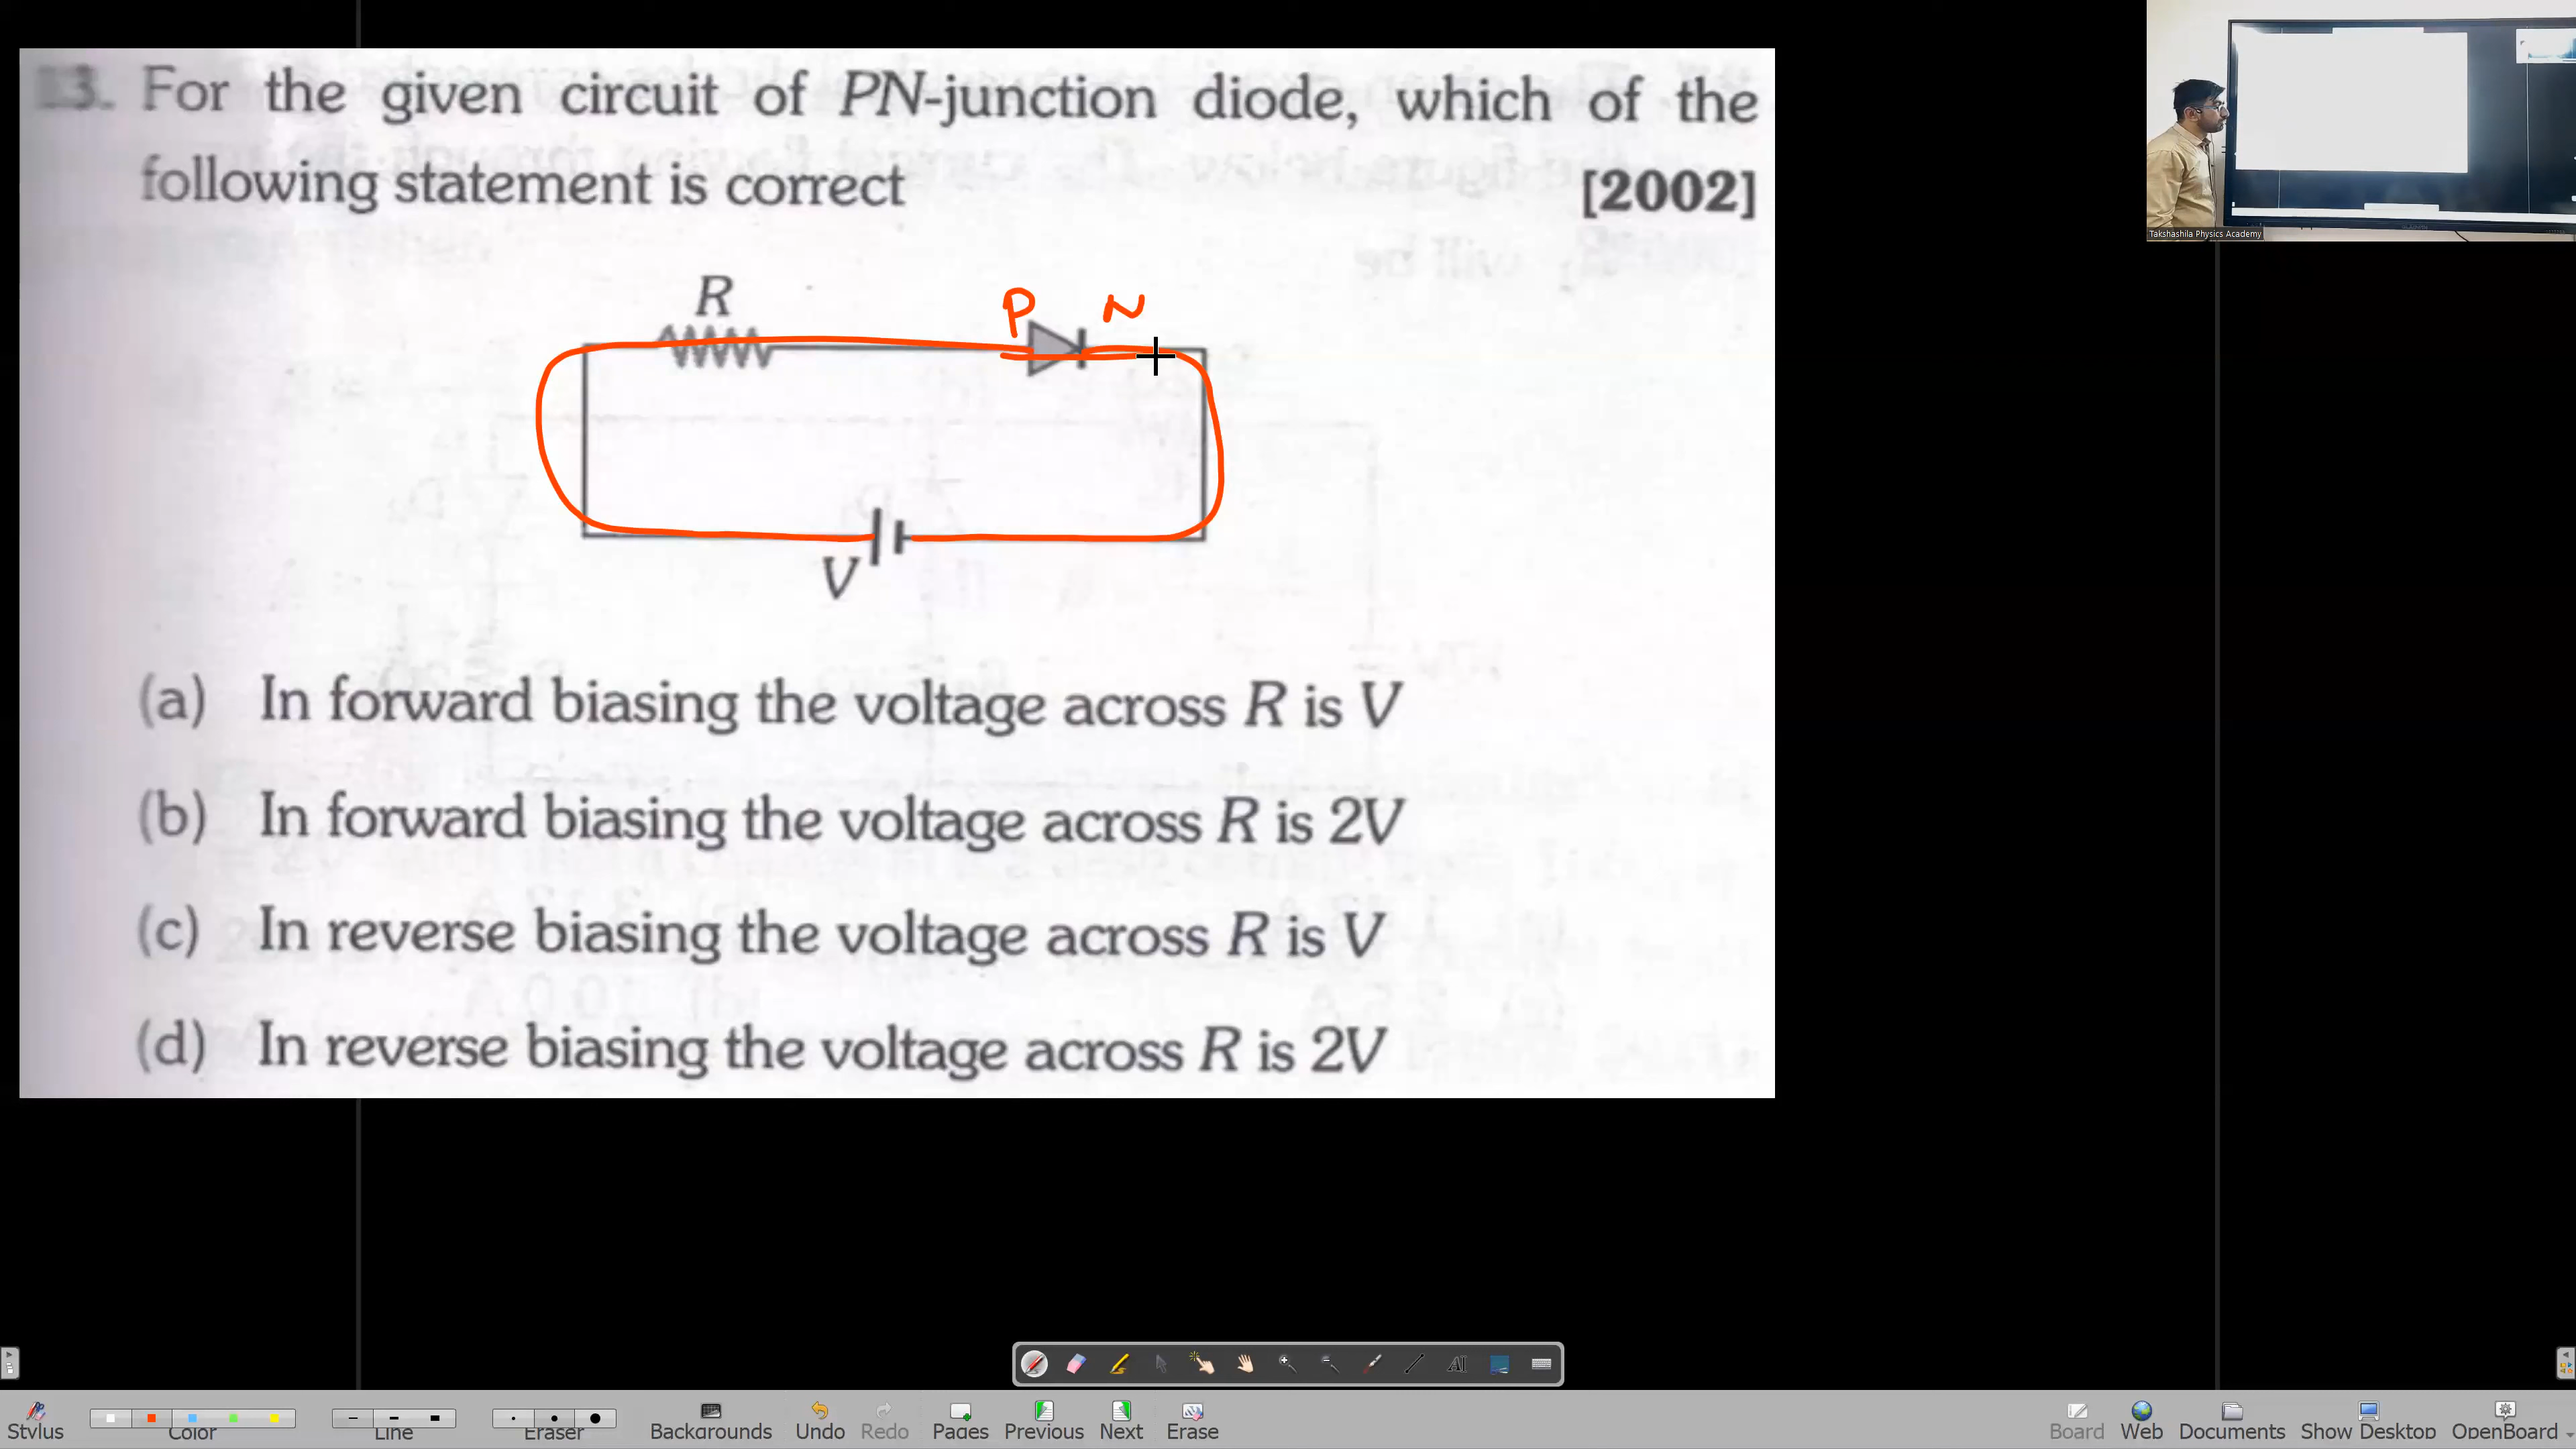 3. For the given circuit of PN-junction diode, which of the
following statement is correct [2002]
R
P N
V
(a) In forward biasing the voltage across R is V
(b) In forward biasing the voltage across R is 2V
(c) In reverse biasing the voltage across R is V
(d) In reverse biasing the voltage across R is 2V
Takshashila Physics Academy
Stylus Color Line Eraser Backgrounds Undo Redo Pages Previous Next Erase Board Web Documents Show Desktop OpenBoard